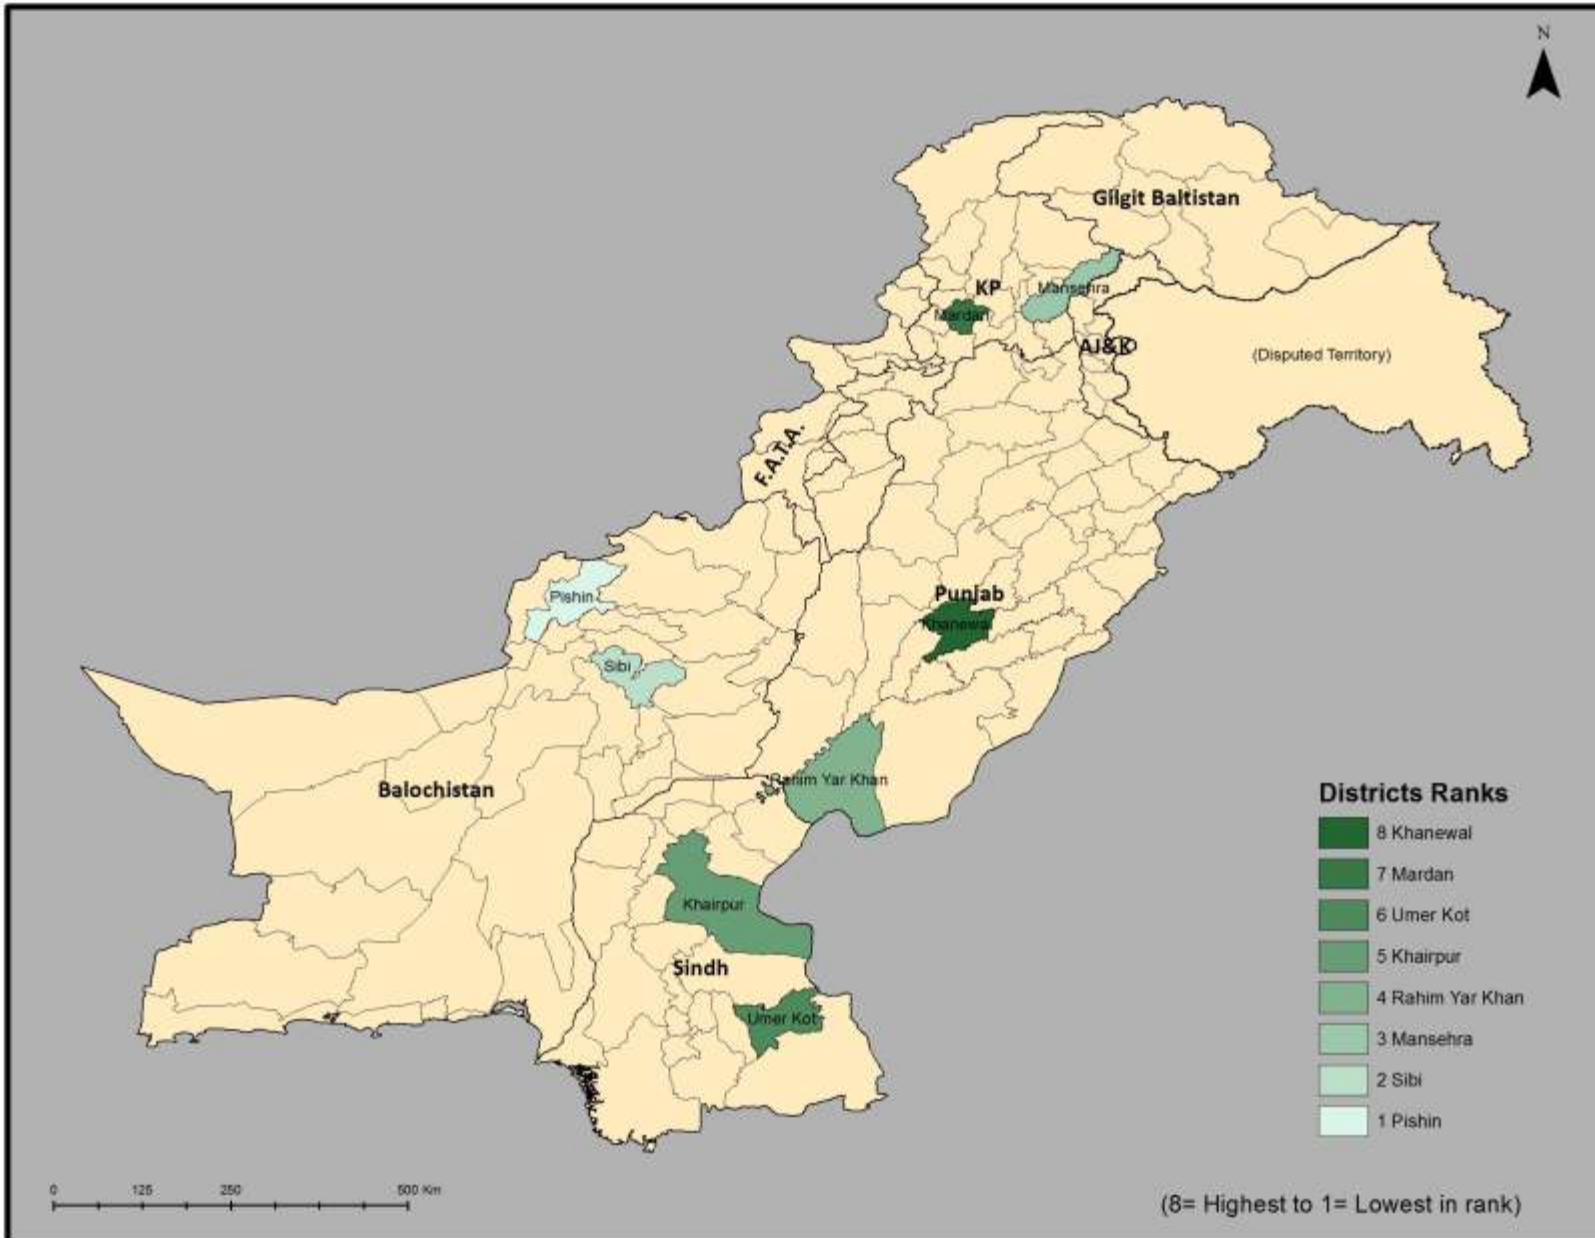 N
Gilgit Baltistan
KP
Mansehra
Mardan
AJ&K
(Disputed Territory)
F.A.T.A.
Pishin
Punjab
Khanewal
Sibi
Rahim Yar Khan
Balochistan
Khairpur
Sindh
Umer Kot
Districts Ranks
8 Khanewal
7 Mardan
6 Umer Kot
5 Khairpur
4 Rahim Yar Khan
3 Mansehra
2 Sibi
1 Pishin
0 125 250 500 Km
(8= Highest to 1= Lowest in rank)